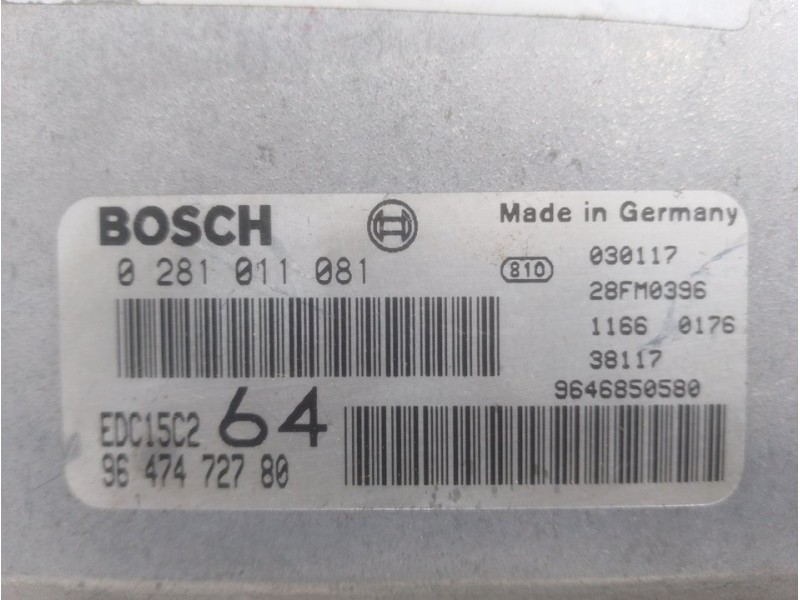 BOSCH
Made in Germany
0 281 011 081
810
030117
28FM0396
1166 0176
38117
9646850580
EDC15C2
64
96 474 727 80